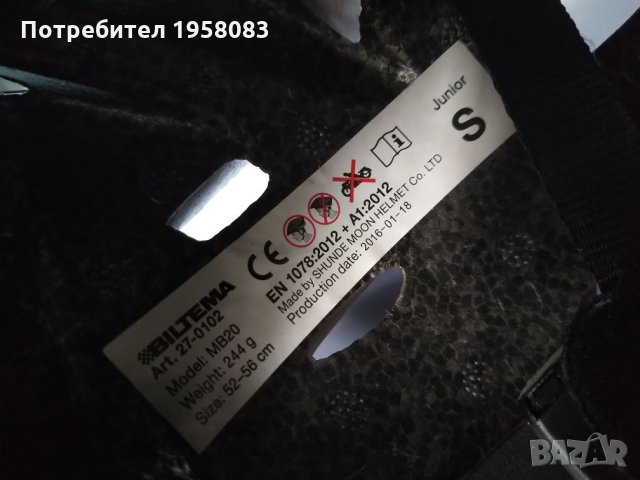 Потребител 1958083
BILTEMA
Art. 27-0102
Model: MB20
Weight: 244 g
Size: 52-56 cm
CE
EN 1078:2012 + A1:2012
Made by SHUNDE MOON HELMET Co. LTD
Production date: 2016-01-18
i
Junior
S
BAZAR